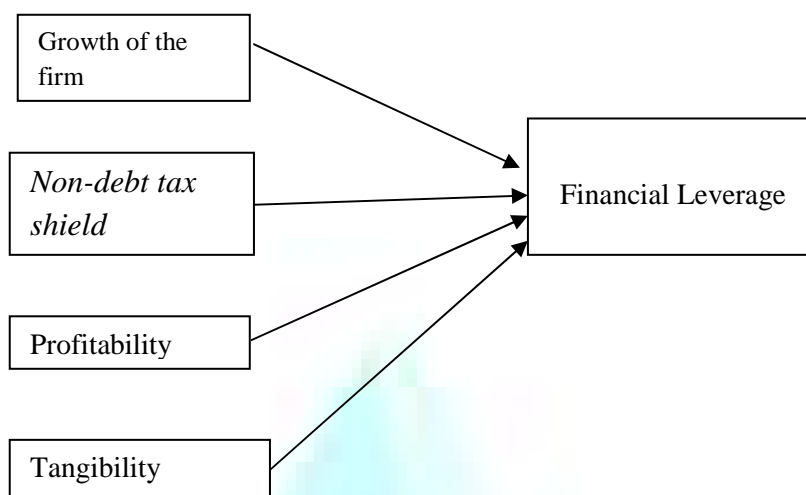 Growth of the
firm
Non-debt tax
shield
Financial Leverage
Profitability
Tangibility